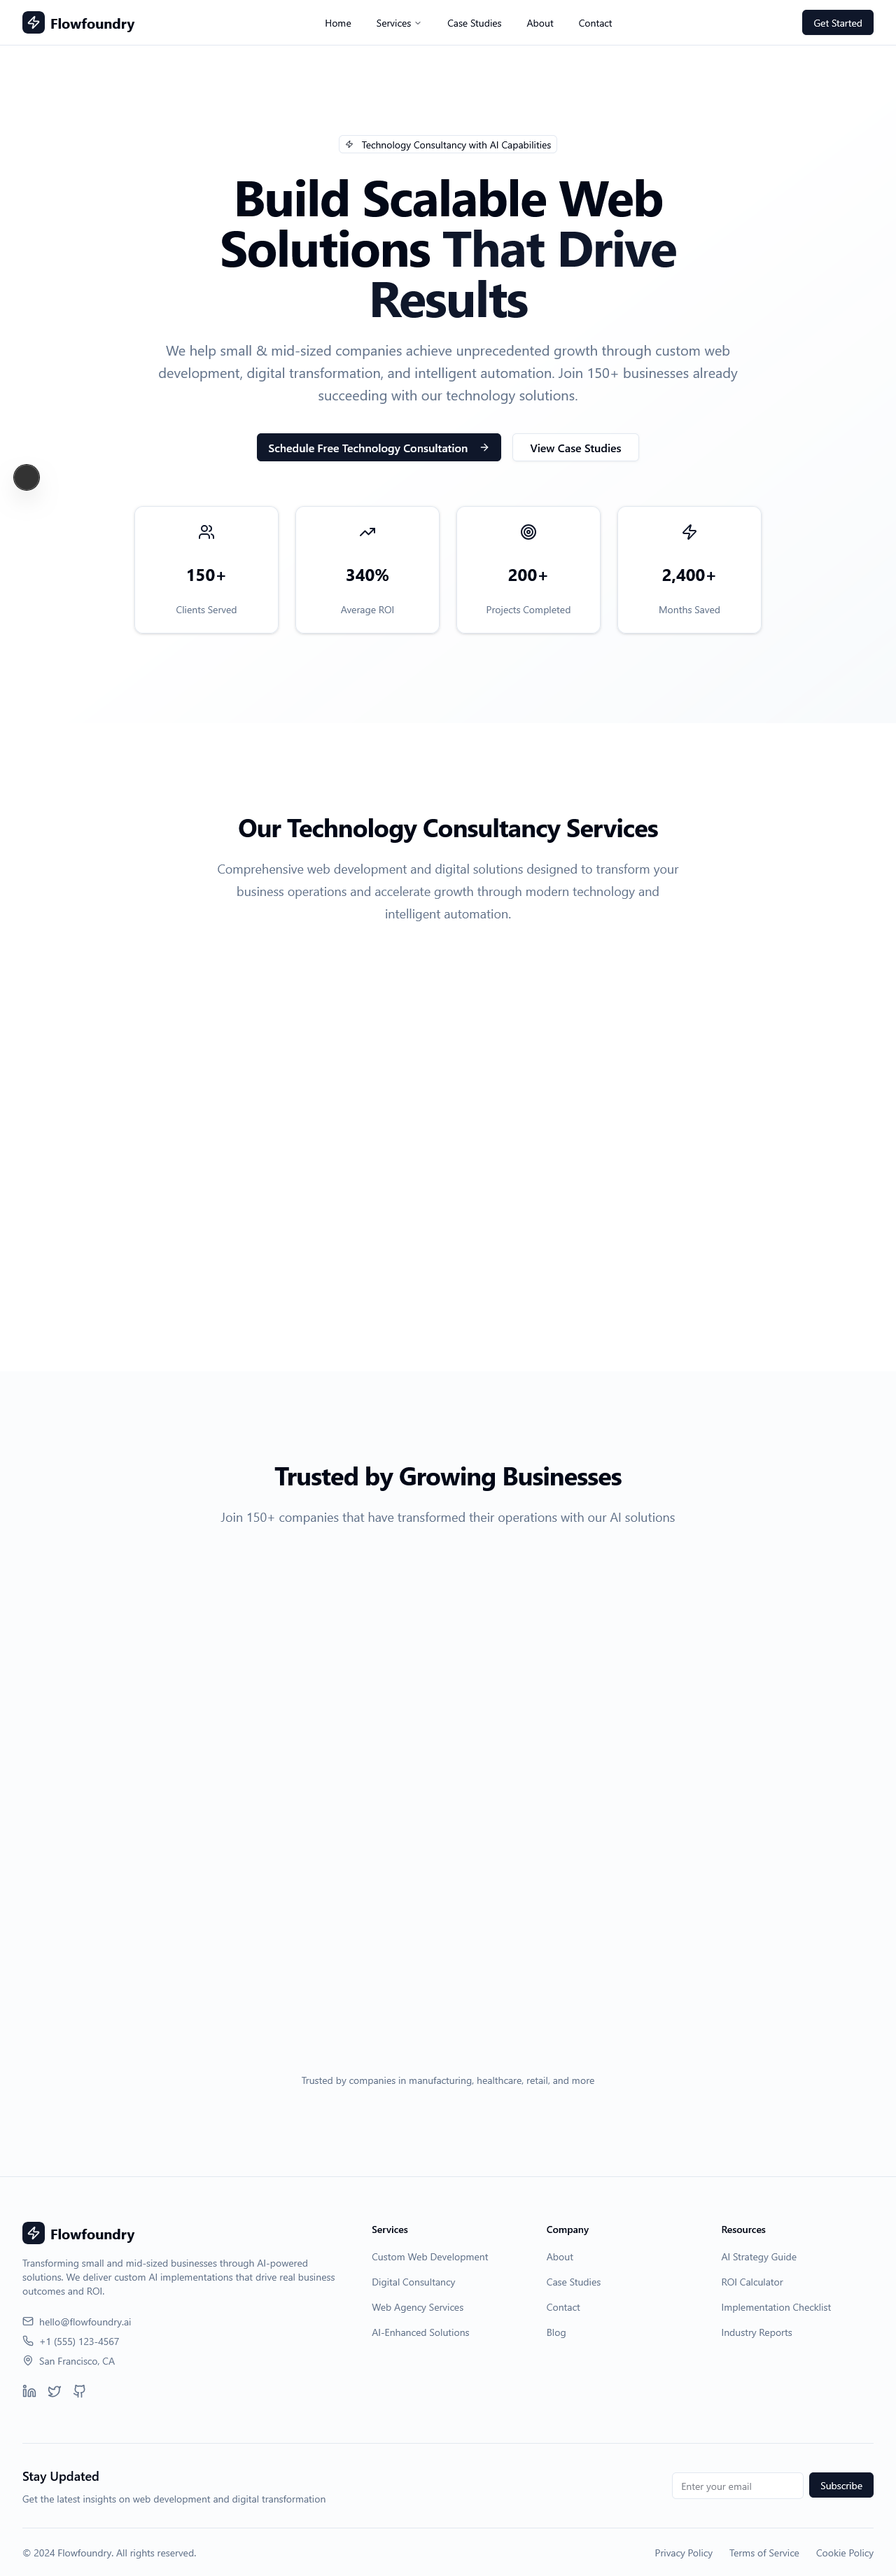 Flowfoundry
Home
Services
Case Studies
About
Contact
Get Started
Technology Consultancy with AI Capabilities
Build Scalable Web
Solutions That Drive
Results
We help small & mid-sized companies achieve unprecedented growth through custom web
development, digital transformation, and intelligent automation. Join 150+ businesses already
succeeding with our technology solutions.
Schedule Free Technology Consultation
View Case Studies
150+
Clients Served
340%
Average ROI
200+
Projects Completed
2,400+
Months Saved
Our Technology Consultancy Services
Comprehensive web development and digital solutions designed to transform your
business operations and accelerate growth through modern technology and
intelligent automation.
Trusted by Growing Businesses
Join 150+ companies that have transformed their operations with our AI solutions
Trusted by companies in manufacturing, healthcare, retail, and more
Flowfoundry
Transforming small and mid-sized businesses through AI-powered
solutions. We deliver custom AI implementations that drive real business
outcomes and ROI.
hello@flowfoundry.ai
+1 (555) 123-4567
San Francisco, CA
Services
Custom Web Development
Digital Consultancy
Web Agency Services
AI-Enhanced Solutions
Company
About
Case Studies
Contact
Blog
Resources
AI Strategy Guide
ROI Calculator
Implementation Checklist
Industry Reports
Stay Updated
Get the latest insights on web development and digital transformation
Enter your email
Subscribe
© 2024 Flowfoundry. All rights reserved.
Privacy Policy
Terms of Service
Cookie Policy